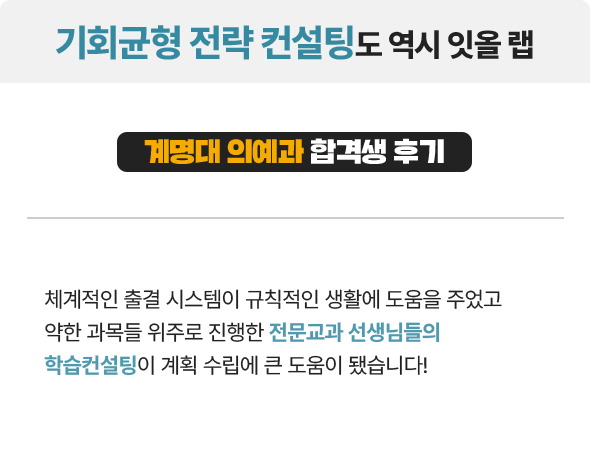 기회균형 전략 컨설팅도 역시 잇올 랩
계명대 의예과 합격생 후기
체계적인 출결 시스템이 규칙적인 생활에 도움을 주었고
약한 과목들 위주로 진행한 전문교과 선생님들의
학습컨설팅이 계획 수립에 큰 도움이 됐습니다!